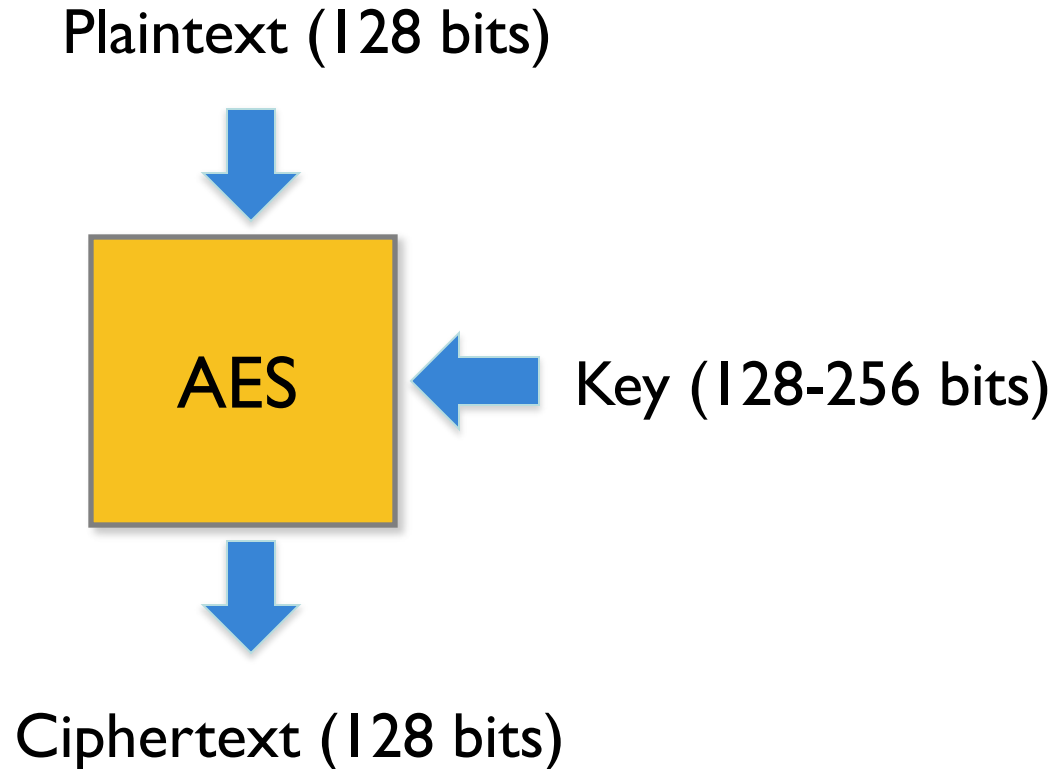 Plaintext (128 bits)
AES
Key (128-256 bits)
Ciphertext (128 bits)